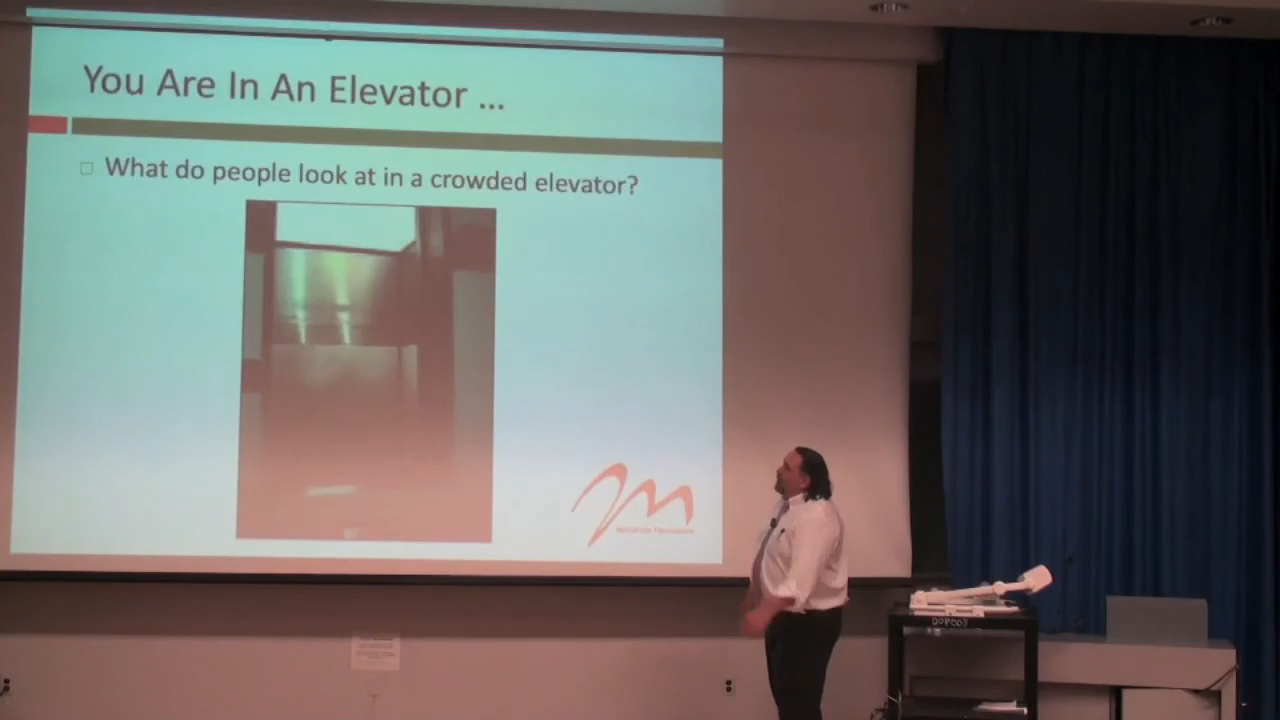 You Are In An Elevator ...
What do people look at in a crowded elevator?